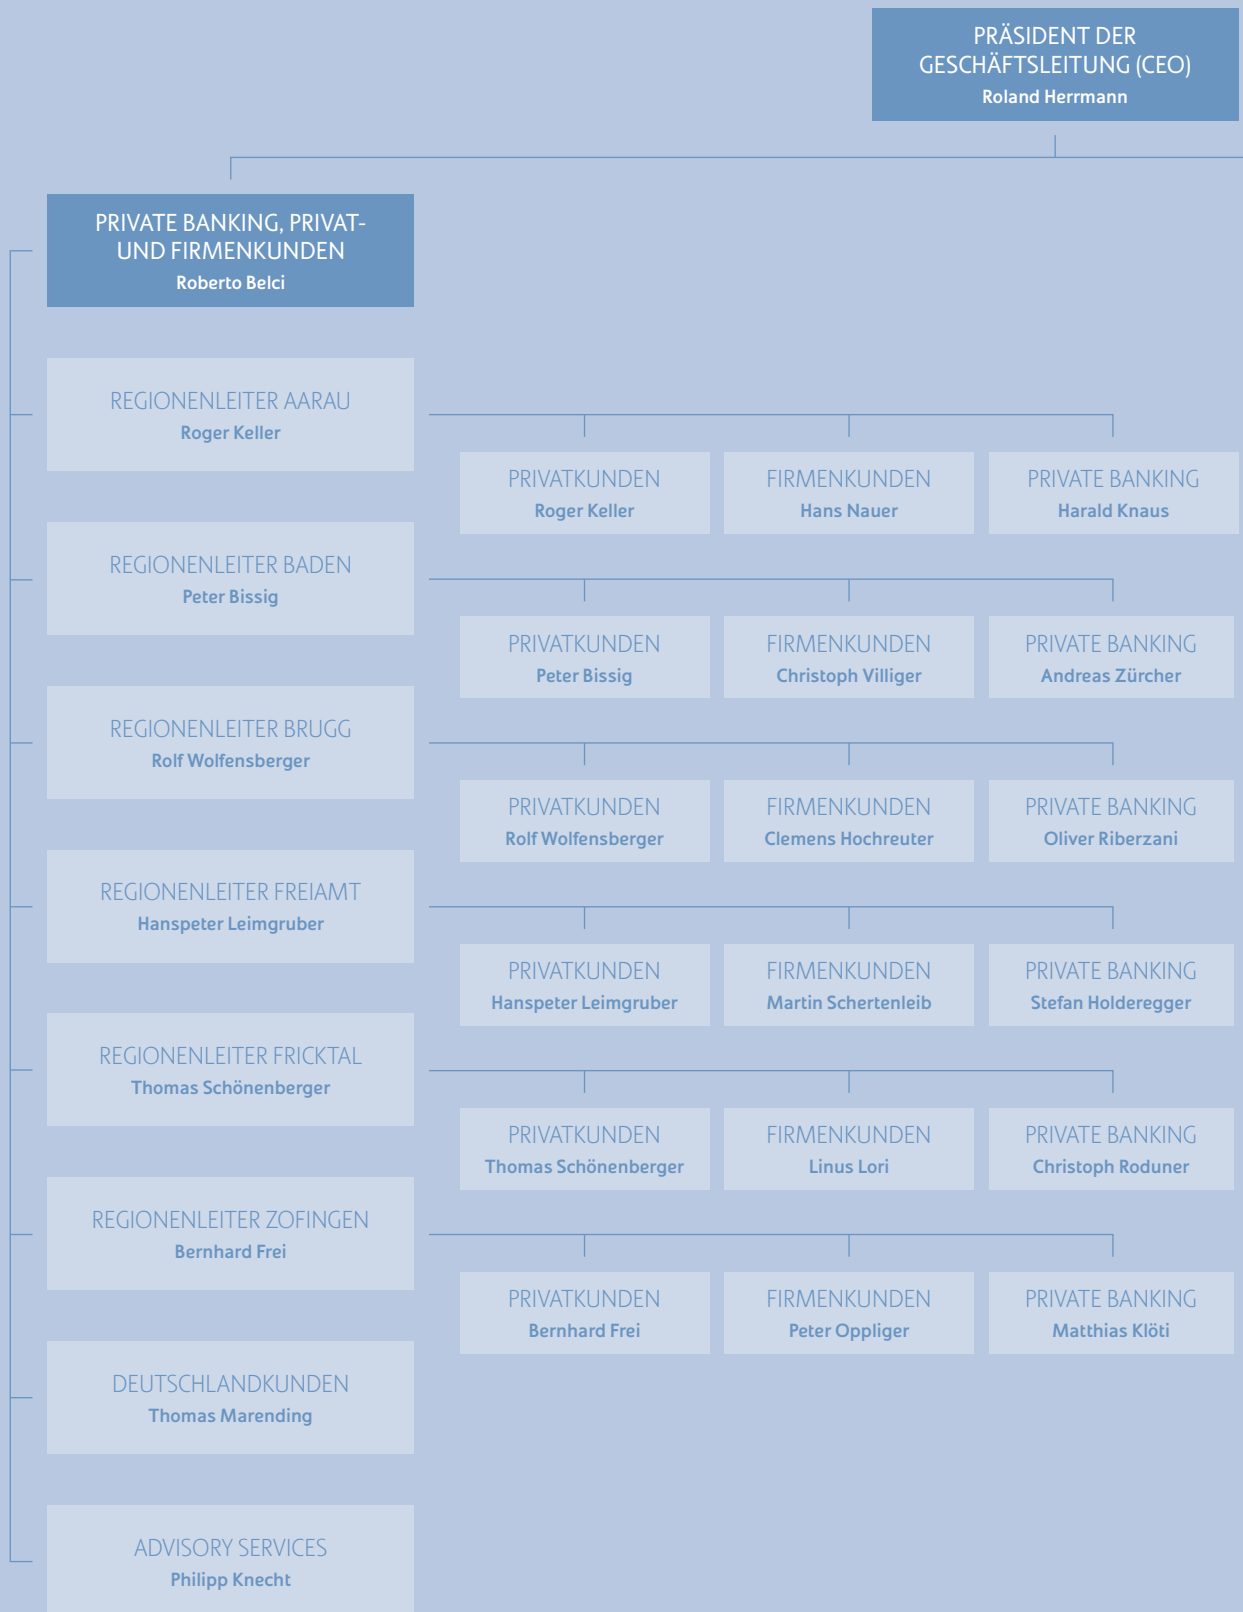 PRÄSIDENT DER
GESCHÄFTSLEITUNG (CEO)
Roland Herrmann
PRIVATE BANKING, PRIVAT-
UND FIRMENKUNDEN
Roberto Belci
REGIONENLEITER AARAU
Roger Keller
PRIVATKUNDEN
Roger Keller
FIRMENKUNDEN
Hans Nauer
PRIVATE BANKING
Harald Knaus
REGIONENLEITER BADEN
Peter Bissig
PRIVATKUNDEN
Peter Bissig
FIRMENKUNDEN
Christoph Villiger
PRIVATE BANKING
Andreas Zürcher
REGIONENLEITER BRUGG
Rolf Wolfensberger
PRIVATKUNDEN
Rolf Wolfensberger
FIRMENKUNDEN
Clemens Hochreuter
PRIVATE BANKING
Oliver Riberzani
REGIONENLEITER FREIAMT
Hanspeter Leimgruber
PRIVATKUNDEN
Hanspeter Leimgruber
FIRMENKUNDEN
Martin Schertenleib
PRIVATE BANKING
Stefan Holderegger
REGIONENLEITER FRICKTAL
Thomas Schönenberger
PRIVATKUNDEN
Thomas Schönenberger
FIRMENKUNDEN
Linus Lori
PRIVATE BANKING
Christoph Roduner
REGIONENLEITER ZOFINGEN
Bernhard Frei
PRIVATKUNDEN
Bernhard Frei
FIRMENKUNDEN
Peter Oppliger
PRIVATE BANKING
Matthias Klöti
DEUTSCHLANDKUNDEN
Thomas Marending
ADVISORY SERVICES
Philipp Knecht